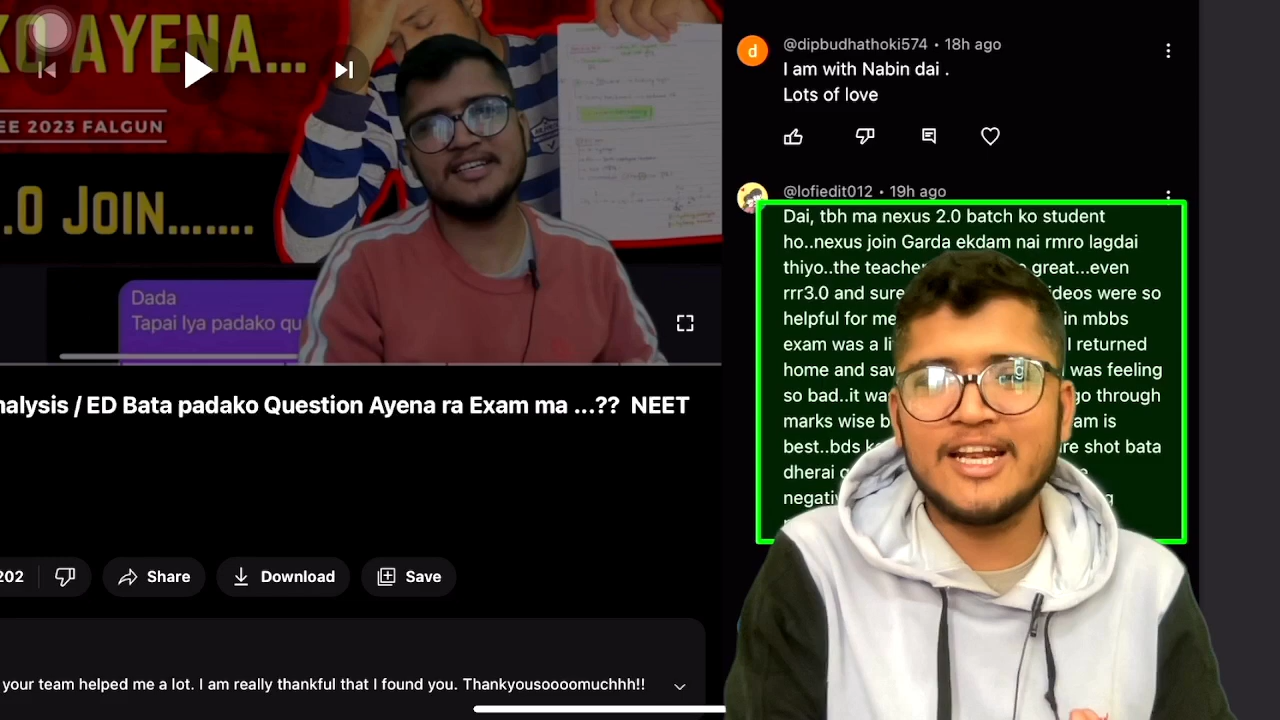 KO AYENA...
EE 2023 FALGUN
.0 JOIN.......
Dada
Tapai lya padako qu
nalysis / ED Bata padako Question Ayena ra Exam ma ...?? NEET
202
Share
Download
Save
your team helped me a lot. I am really thankful that I found you. Thankyousoooomuchhh!!
d
@dipbudhathoki574 • 18h ago
I am with Nabin dai .
Lots of love
@lofiedit012 • 19h ago
Dai, tbh ma nexus 2.0 batch ko student
ho..nexus join Garda ekdam nai rmro lagdai
thiyo..the teacher great...even
rrr3.0 and sure ideos were so
helpful for me in mbbs
exam was a li I returned
home and saw was feeling
so bad..it wa go through
marks wise b am is
best..bds k re shot bata
dherai
negativ g